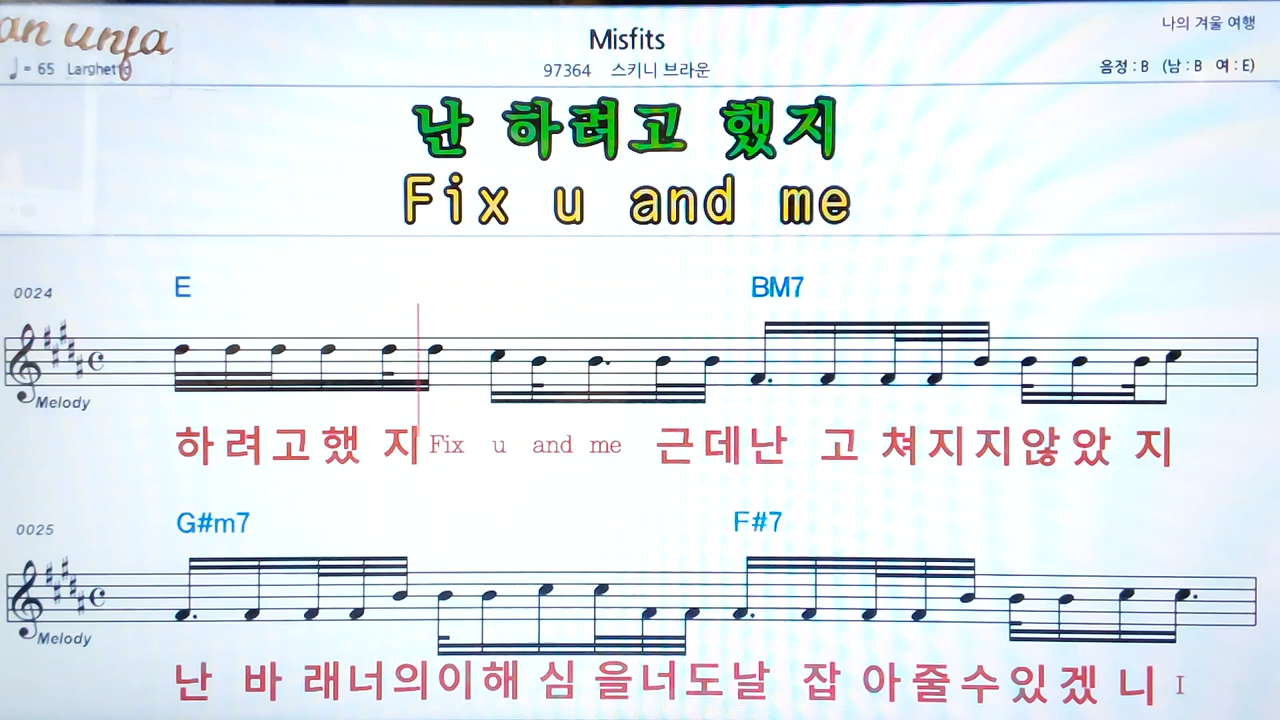 an unfa
Misfits
나의 겨울 여행
♩= 65 Larghetto
97364 스키니 브라운
음정 : B (남 : B 여 : E)
난 하려고 했지
Fix u and me
0024
E BM7
Melody
하려고했 지 Fix u and me 근데난 고 쳐지지않았 지
0025
G#m7 F#7
Melody
난 바 래너의이해 심 을너도날 잡 아줄수있겠 니 I